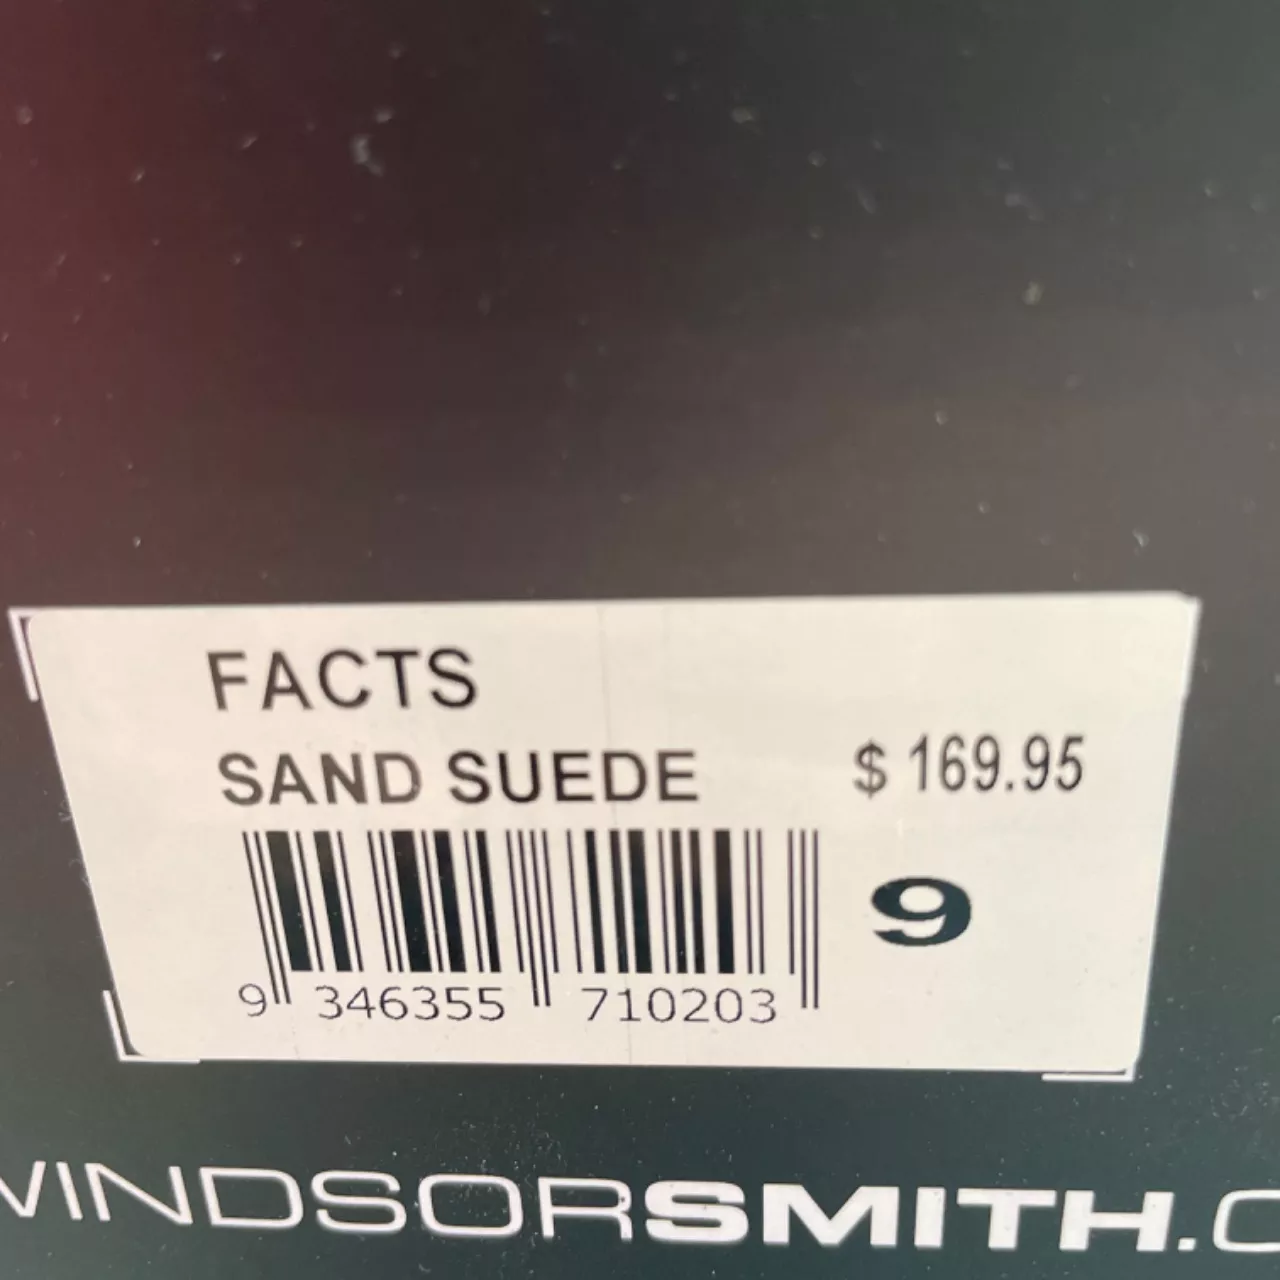 FACTS
SAND SUEDE $ 169.95
9
9 346355 710203
WINDSORSMITH.C